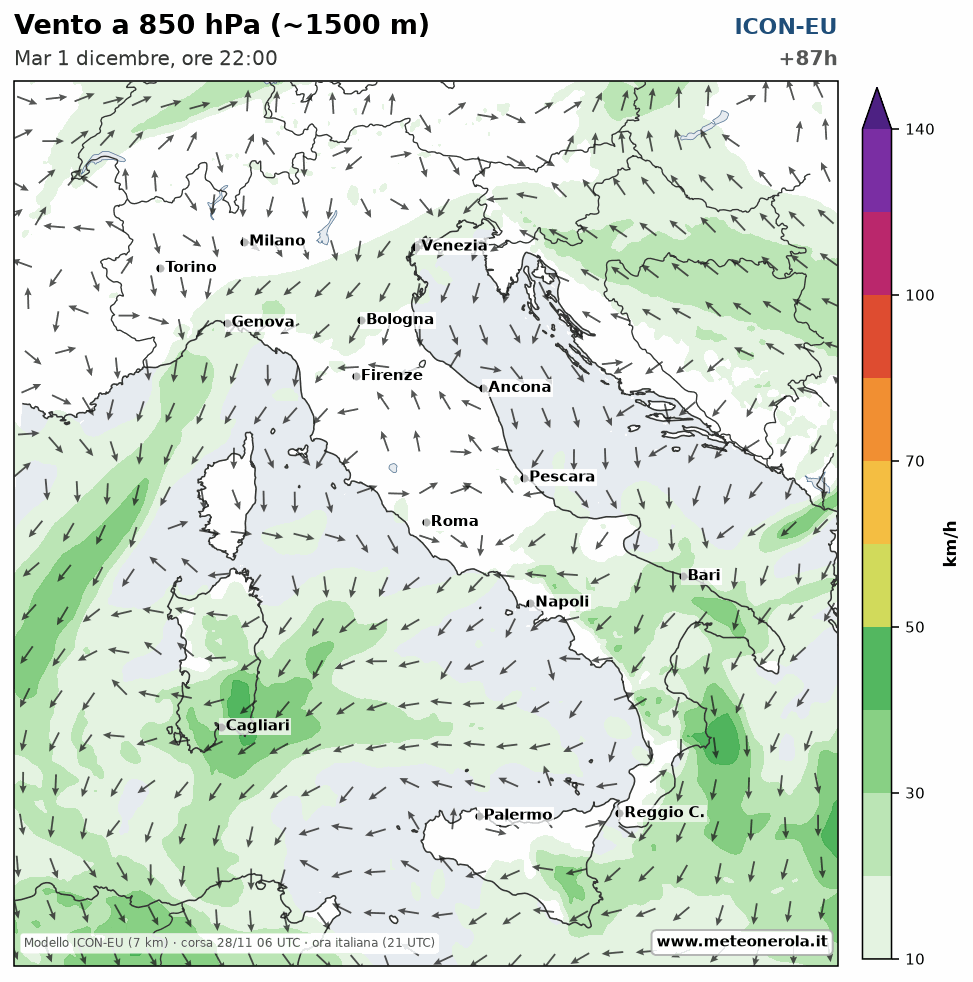 Vento a 850 hPa (~1500 m)
ICON-EU
Mar 1 dicembre, ore 22:00
+87h
Milano
Venezia
Torino
Genova
Bologna
Firenze
Ancona
Pescara
Roma
Bari
Napoli
Cagliari
Palermo
Reggio C.
140
100
70
50
30
10
km/h
Modello ICON-EU (7 km) · corsa 28/11 06 UTC · ora italiana (21 UTC)
www.meteonerola.it